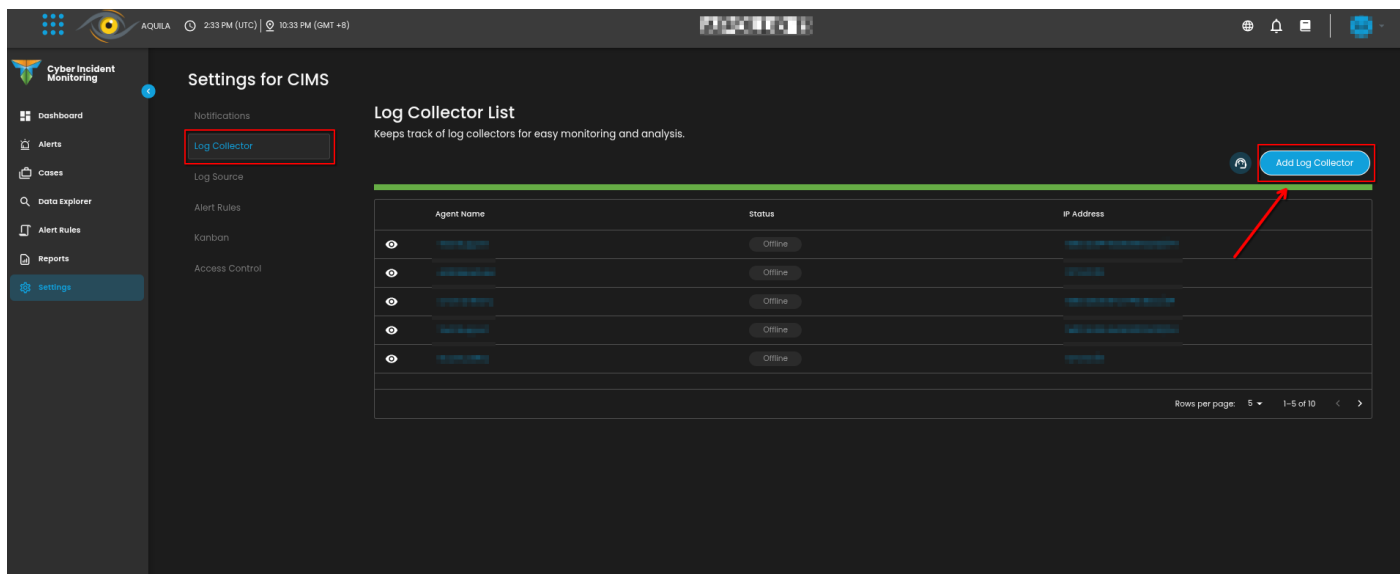 AQUILA 2:33 PM (UTC) 10:33 PM (GMT +8)
Cyber Incident
Monitoring
Dashboard
Alerts
Cases
Data Explorer
Alert Rules
Reports
Settings
Settings for CIMS
Notifications
Log Collector
Log Source
Alert Rules
Kanban
Access Control
Log Collector List
Keeps track of log collectors for easy monitoring and analysis.
Add Log Collector
Agent Name Status IP Address
Offline
Offline
Offline
Offline
Offline
Rows per page: 5 1-5 of 10